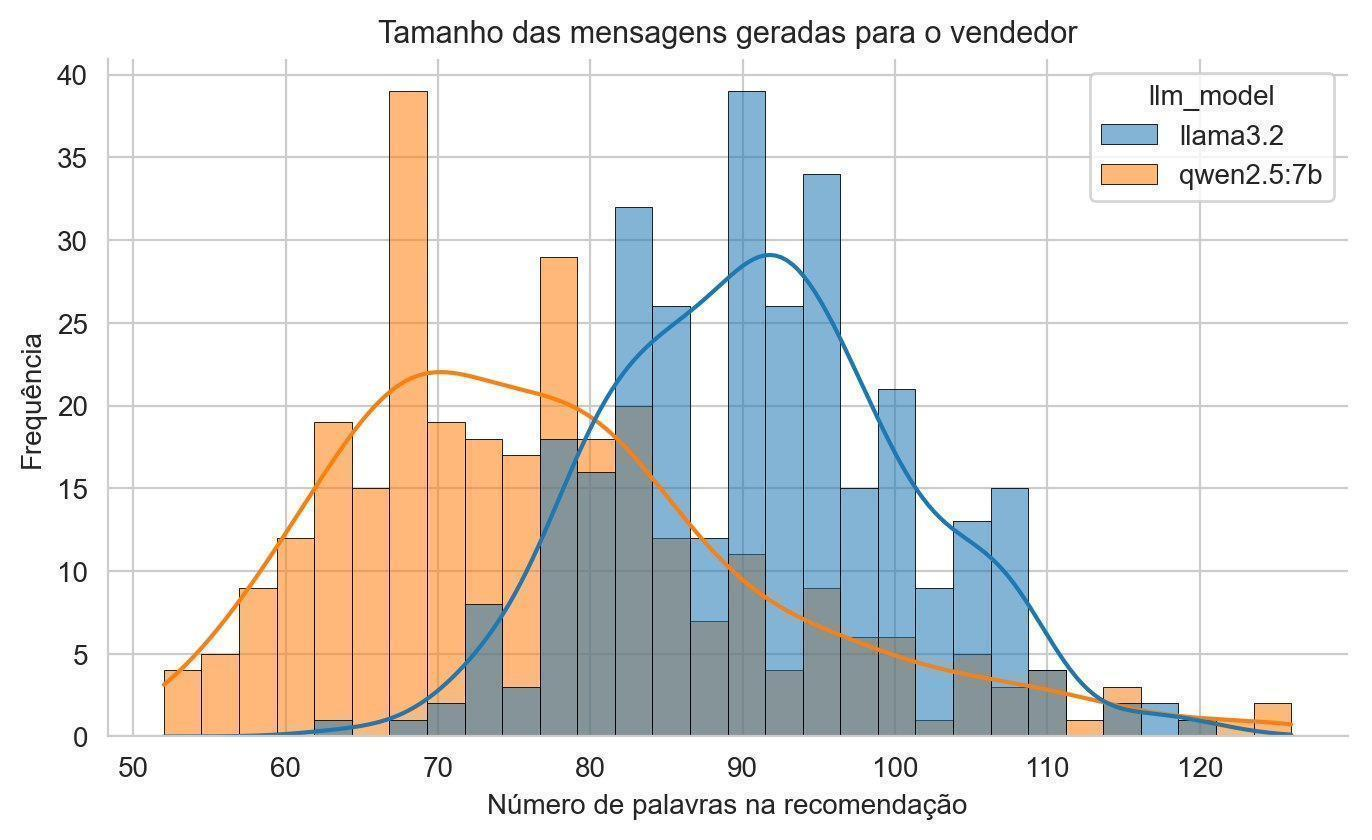 Tamanho das mensagens geradas para o vendedor
llm_model
llama3.2
qwen2.5:7b
Frequência
40
35
30
25
20
15
10
5
0
50 60 70 80 90 100 110 120
Número de palavras na recomendação